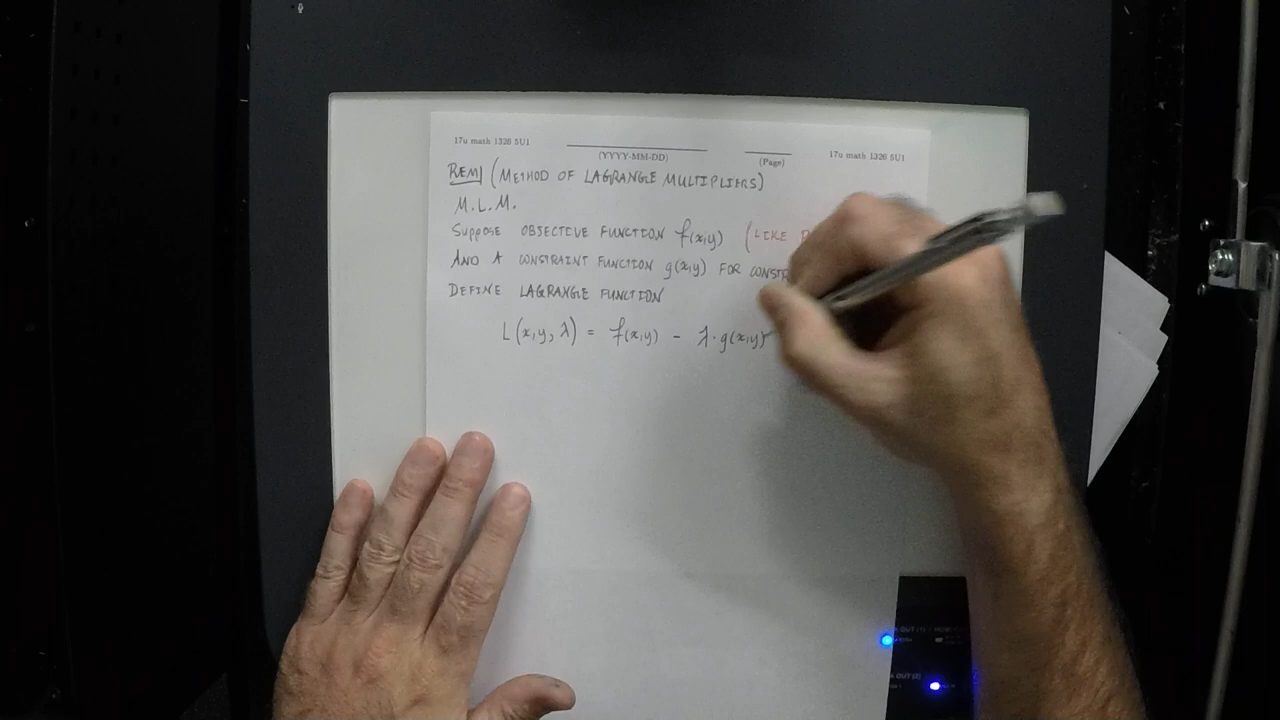 17u math 1326 5U1 (YYYY-MM-DD) (Page) 17u math 1326 5U1
REM (METHOD OF LAGRANGE MULTIPLIERS)
M.L.M.
SUPPOSE OBJECTIVE FUNCTION f(x,y) (LIKE
AND A CONSTRAINT FUNCTION g(x,y) FOR
DEFINE LAGRANGE FUNCTION
L(x,y,λ) = f(x,y) - λ·g(x,y)